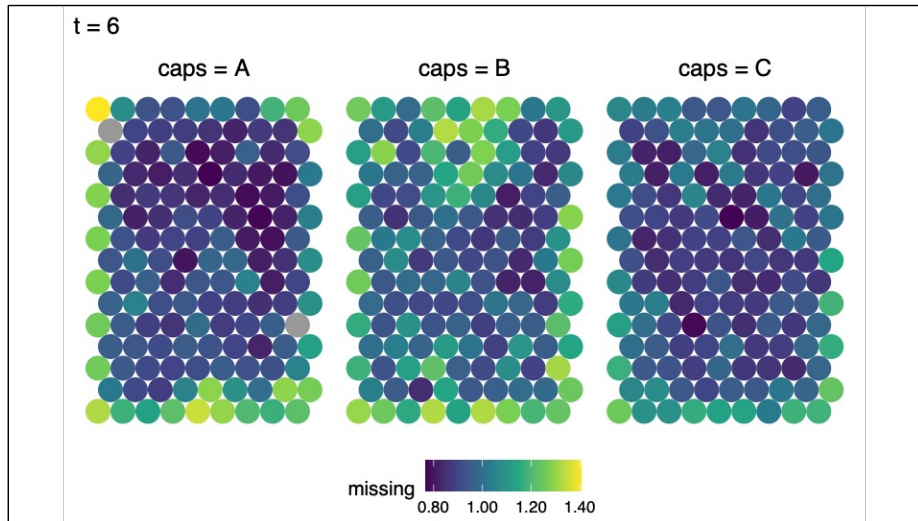 t = 6
caps = A
caps = B
caps = C
missing
0.80 1.00 1.20 1.40